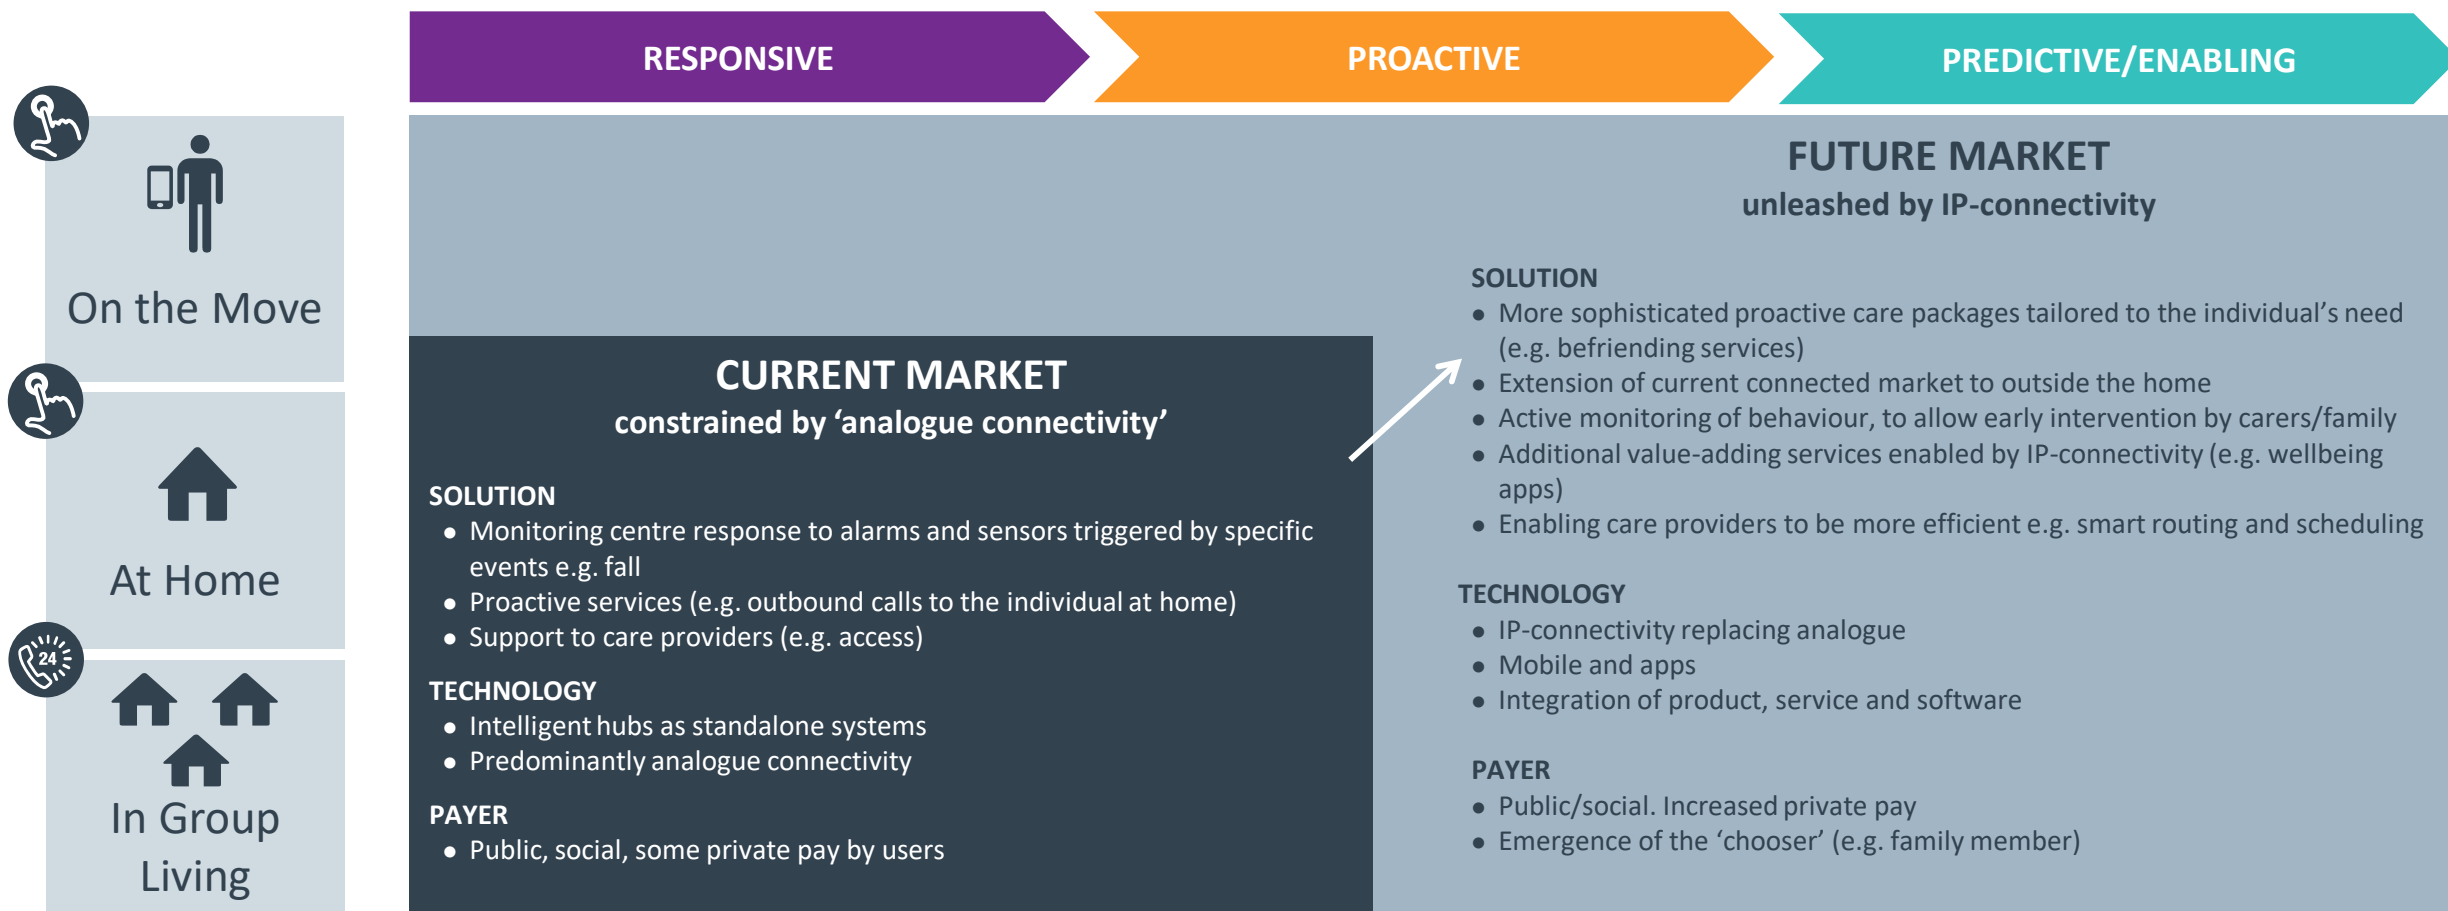 RESPONSIVE
PROACTIVE
PREDICTIVE/ENABLING
On the Move
At Home
24
In Group
Living
CURRENT MARKET
constrained by ‘analogue connectivity’
SOLUTION
● Monitoring centre response to alarms and sensors triggered by specific
events e.g. fall
● Proactive services (e.g. outbound calls to the individual at home)
● Support to care providers (e.g. access)
TECHNOLOGY
● Intelligent hubs as standalone systems
● Predominantly analogue connectivity
PAYER
● Public, social, some private pay by users
FUTURE MARKET
unleashed by IP-connectivity
SOLUTION
● More sophisticated proactive care packages tailored to the individual’s need
(e.g. befriending services)
● Extension of current connected market to outside the home
● Active monitoring of behaviour, to allow early intervention by carers/family
● Additional value-adding services enabled by IP-connectivity (e.g. wellbeing
apps)
● Enabling care providers to be more efficient e.g. smart routing and scheduling
TECHNOLOGY
● IP-connectivity replacing analogue
● Mobile and apps
● Integration of product, service and software
PAYER
● Public/social. Increased private pay
● Emergence of the ‘chooser’ (e.g. family member)